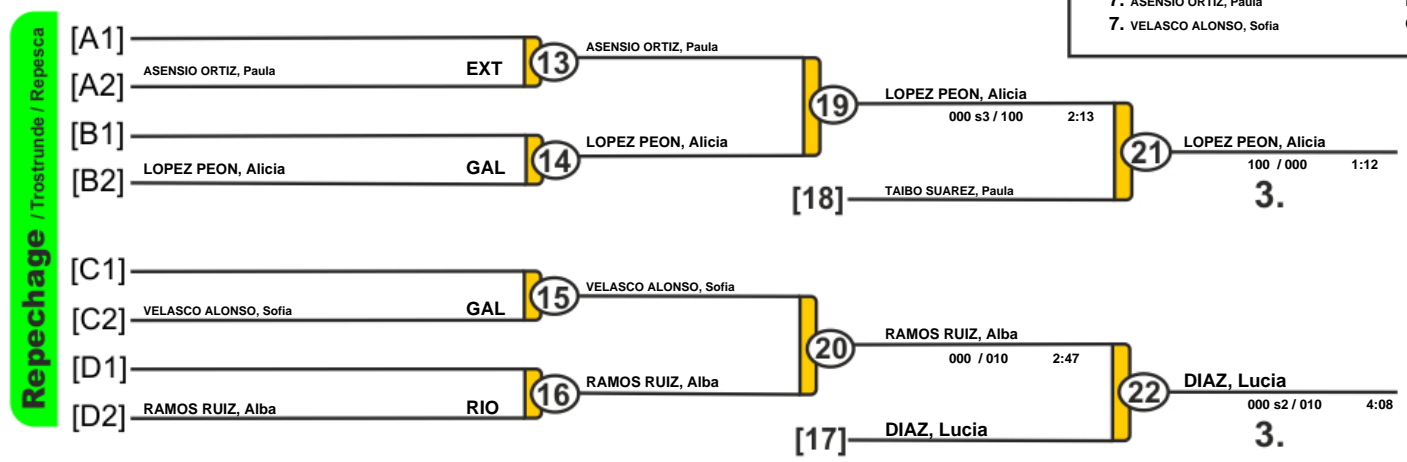 7. ASENSIO ORTIZ, Paula
7. VELASCO ALONSO, Sofia
Repechage / Trostrunde / Repesca
[A1]
[A2] ASENSIO ORTIZ, Paula EXT
13 ASENSIO ORTIZ, Paula
[B1]
[B2] LOPEZ PEON, Alicia GAL
14 LOPEZ PEON, Alicia
19 LOPEZ PEON, Alicia
000 s3 / 100 2:13
[18] TAIBO SUAREZ, Paula
21 LOPEZ PEON, Alicia
100 / 000 1:12
3.
[C1]
[C2] VELASCO ALONSO, Sofia GAL
15 VELASCO ALONSO, Sofia
[D1]
[D2] RAMOS RUIZ, Alba RIO
16 RAMOS RUIZ, Alba
20 RAMOS RUIZ, Alba
000 / 010 2:47
[17] DIAZ, Lucia
22 DIAZ, Lucia
000 s2 / 010 4:08
3.